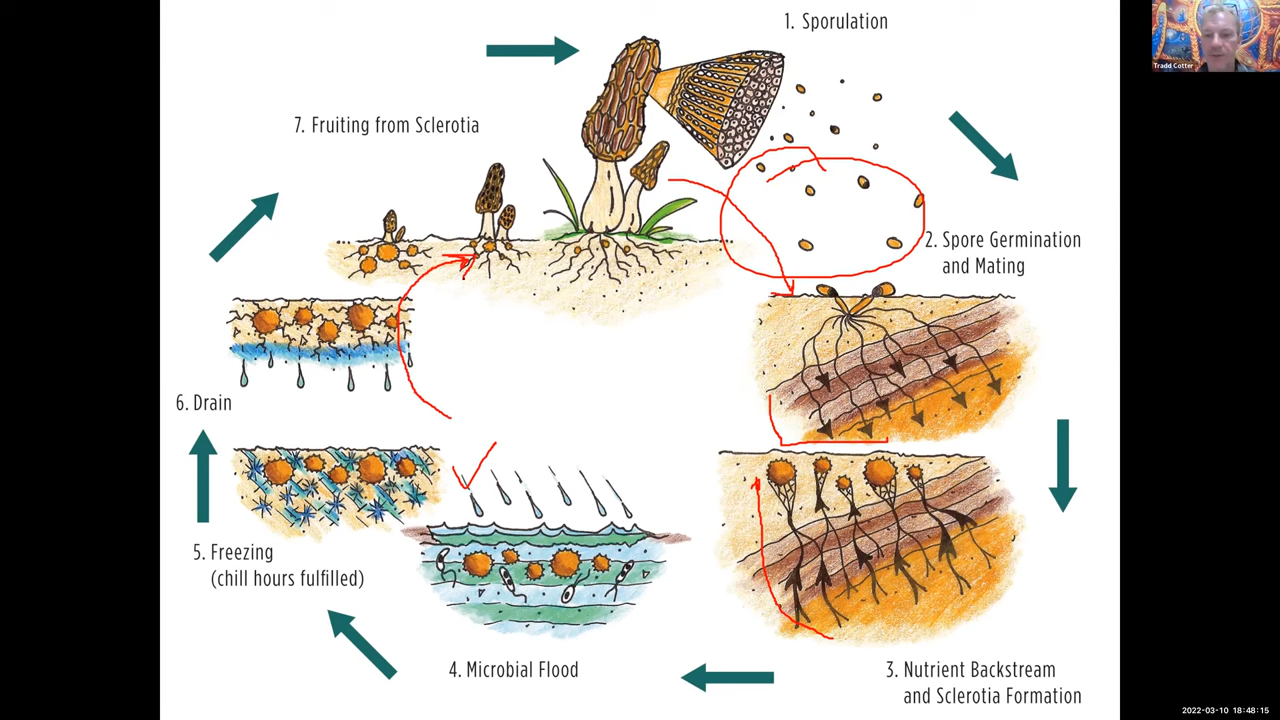 1. Sporulation
Tradd Cotter
7. Fruiting from Sclerotia
2. Spore Germination
and Mating
6. Drain
5. Freezing
(chill hours fulfilled)
4. Microbial Flood
3. Nutrient Backstream
and Sclerotia Formation
2022-03-10 18:48:15